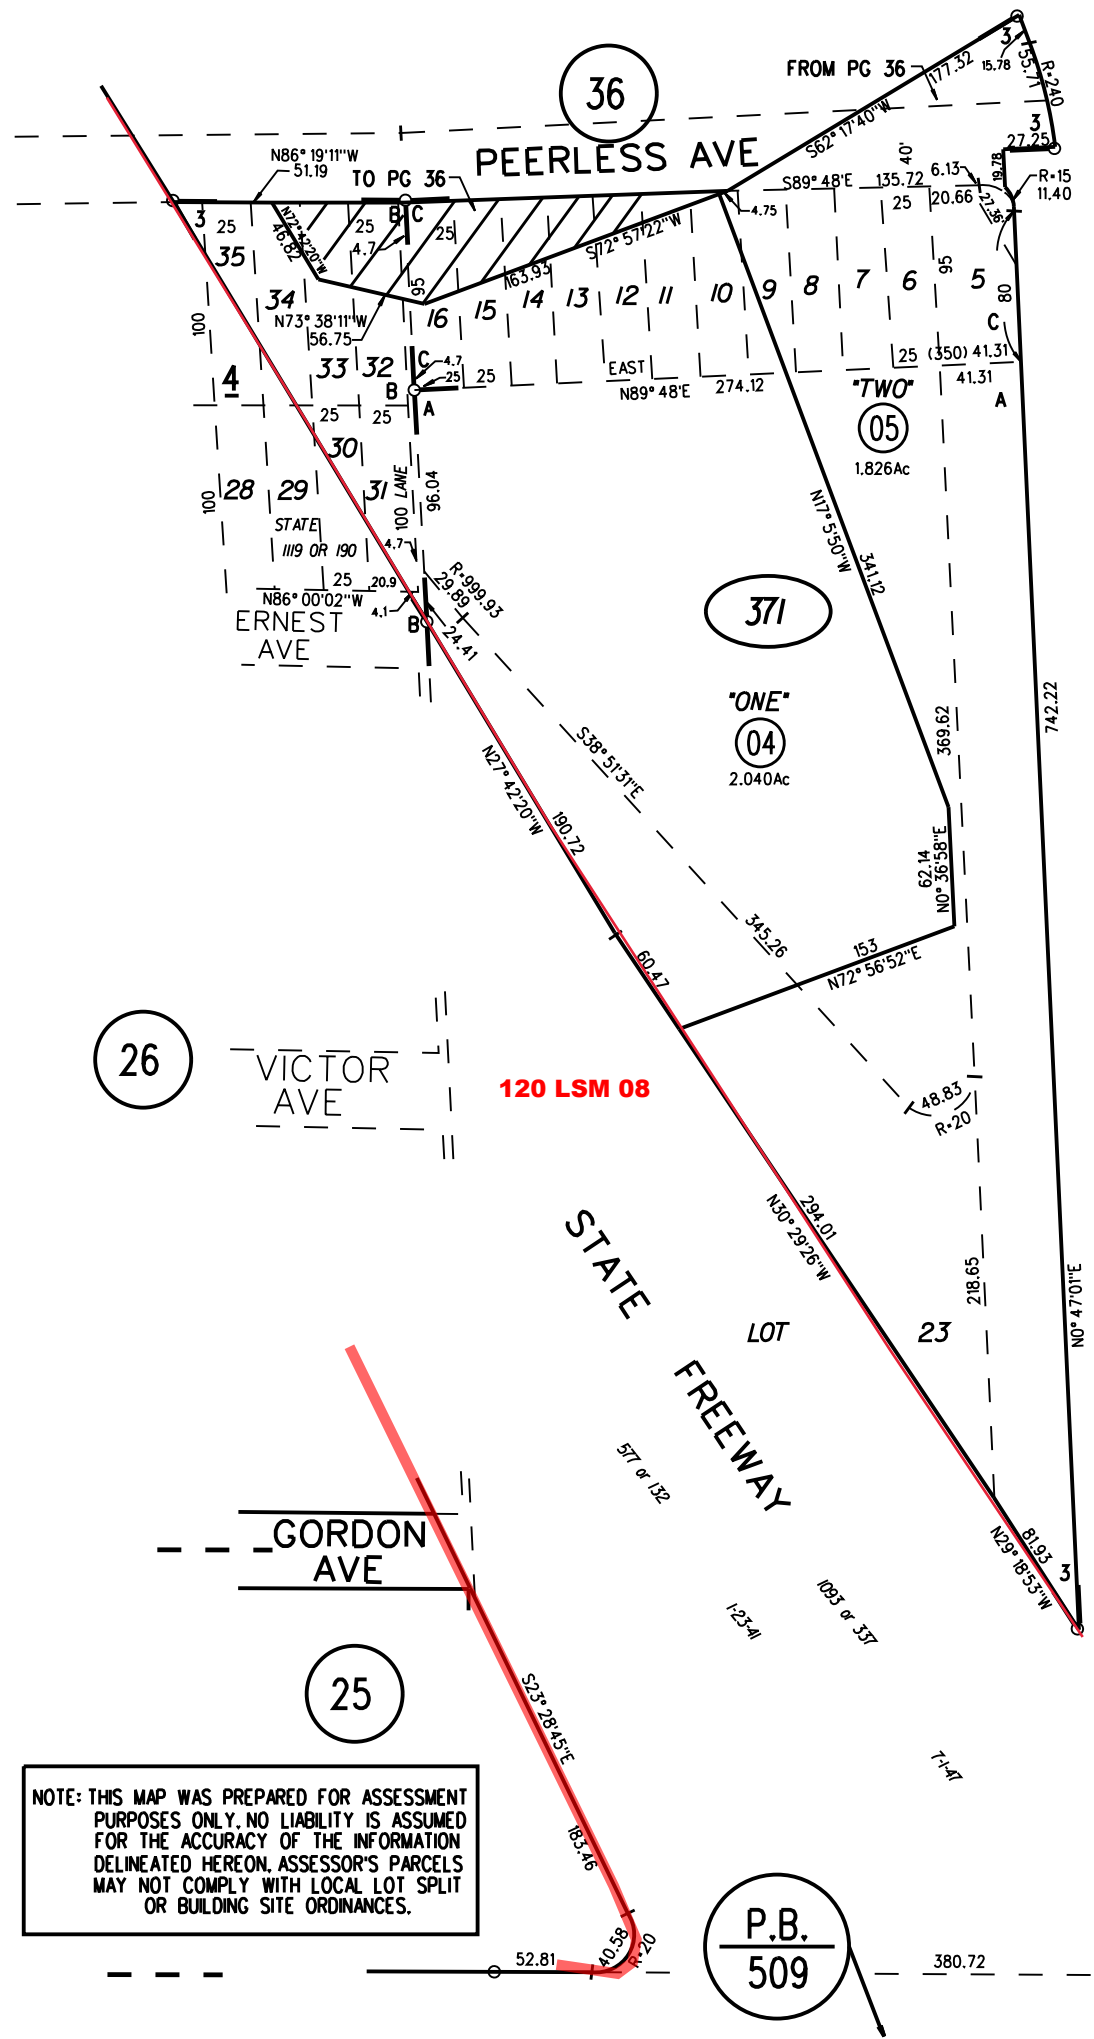 36
FROM PG 36
177.32
3
15.78
55.71
R=240
3
PEERLESS AVE
S62° 17'40"W
N86° 19'11"W
51.19
TO PG 36
40'
27.25
19.78
6.13
R=15
11.40
S89° 48'E
135.72
20.66
27.36
4.75
3
25
N72° 42'20"W
46.82
25
B
C
4.7
25
95
163.93
S72° 57'22"W
25
95
80
35
34
N73° 38'11"W
56.75
16
15
14
13
12
11
10
9
8
7
6
5
C
100
33
32
C
4.7
25
25
EAST
N89° 48'E
274.12
25
(350) 41.31
41.31
4
B
A
A
25
25
"TWO"
05
1.826Ac
30
28
29
31
100
STATE
1119 OR 190
100 LANE
96.04
4.7
25
20.9
N86° 00'02"W
4.1
ERNEST
AVE
B
R=999.93
29.89
24.41
N17° 5'50"W
341.12
371
"ONE"
04
2.040Ac
S38° 51'31"E
N27° 42'20"W
190.72
369.62
742.22
62.14
N0° 36'58"E
345.26
60.47
153
N72° 56'52"E
26
VICTOR
AVE
120 LSM 08
48.83
R=20
STATE
FREEWAY
294.01
N30° 29'26"W
218.65
N0° 47'01"E
LOT
23
577 or 132
GORDON
AVE
81.93
N29° 18'53"W
3
1-23-41
1093 or 337
25
S23° 28'45"E
183.46
7-1-47
NOTE: THIS MAP WAS PREPARED FOR ASSESSMENT
PURPOSES ONLY. NO LIABILITY IS ASSUMED
FOR THE ACCURACY OF THE INFORMATION
DELINEATED HEREON. ASSESSOR'S PARCELS
MAY NOT COMPLY WITH LOCAL LOT SPLIT
OR BUILDING SITE ORDINANCES.
52.81
40.58
R=20
P.B.
509
380.72